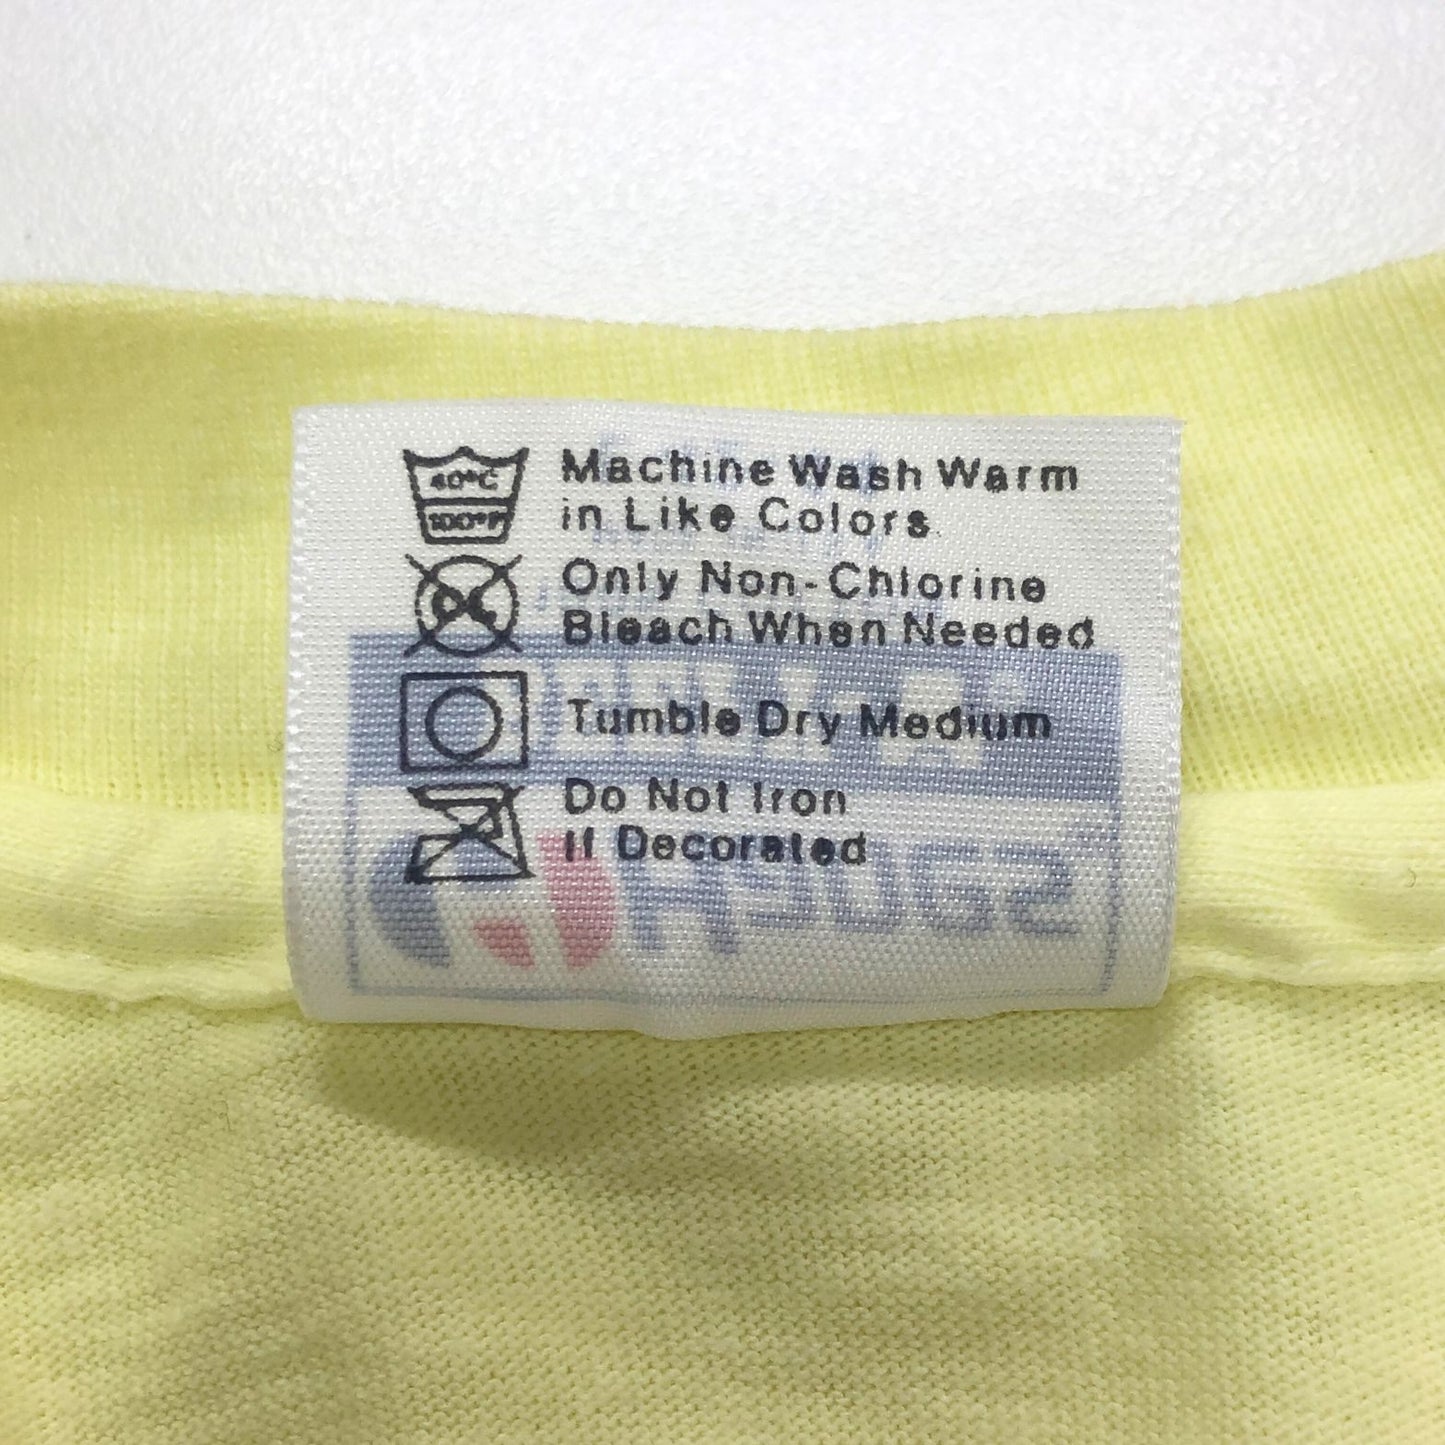 40°C
100°F
Machine Wash Warm
in Like Colors
Only Non-Chlorine
Bleach When Needed
Tumble Dry Medium
Do Not Iron
If Decorated